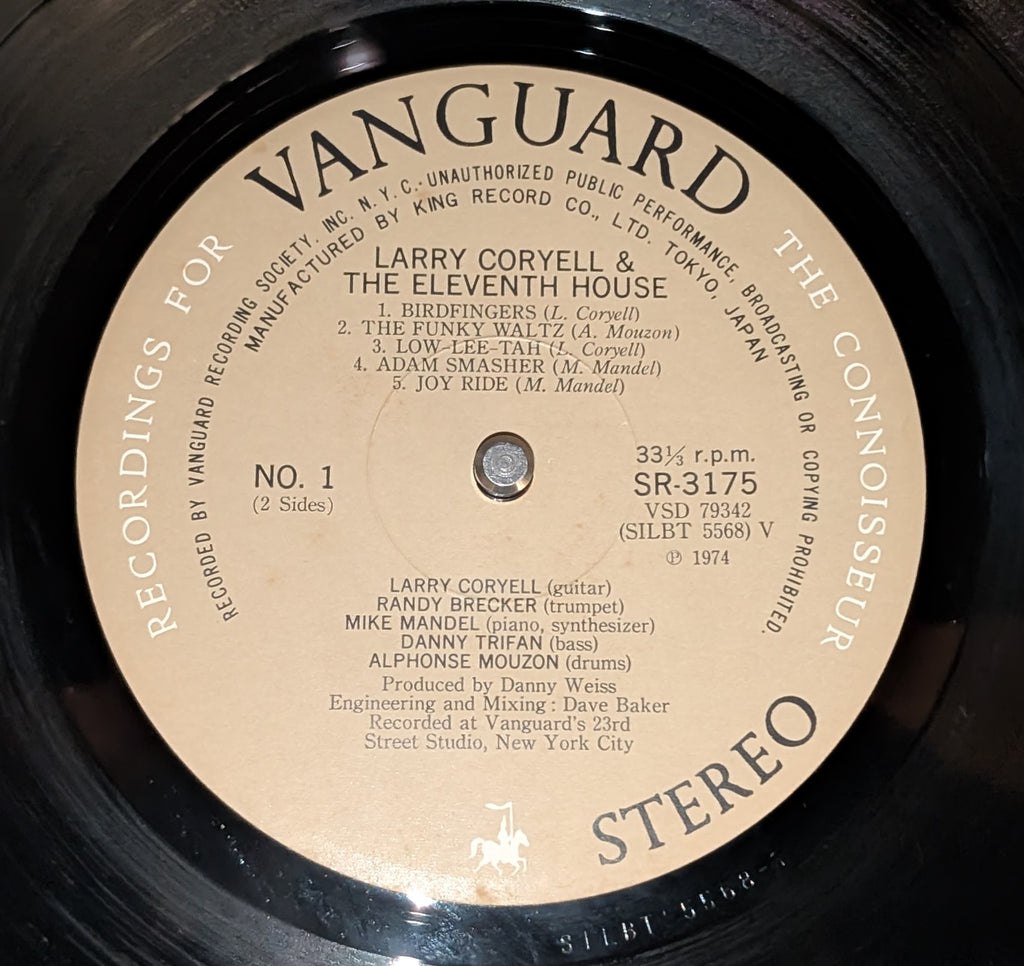 VANGUARD
RECORDINGS FOR THE CONNOISSEUR
RECORDED BY VANGUARD RECORDING SOCIETY. INC. N. Y. C.·UNAUTHORIZED PUBLIC PERFORMANCE, BROADCASTING OR COPYING PROHIBITED.
MANUFACTURED BY KING RECORD CO., LTD. TOKYO, JAPAN
LARRY CORYELL &
THE ELEVENTH HOUSE
1. BIRDFINGERS (L. Coryell)
2. THE FUNKY WALTZ (A. Mouzon)
3. LOW-LEE-TAH (L. Coryell)
4. ADAM SMASHER (M. Mandel)
5. JOY RIDE (M. Mandel)
NO. 1
(2 Sides)
33⅓ r.p.m.
SR-3175
VSD 79342
(SILBT 5568) V
℗ 1974
LARRY CORYELL (guitar)
RANDY BRECKER (trumpet)
MIKE MANDEL (piano, synthesizer)
DANNY TRIFAN (bass)
ALPHONSE MOUZON (drums)
Produced by Danny Weiss
Engineering and Mixing : Dave Baker
Recorded at Vanguard's 23rd
Street Studio, New York City
STEREO
SILBT